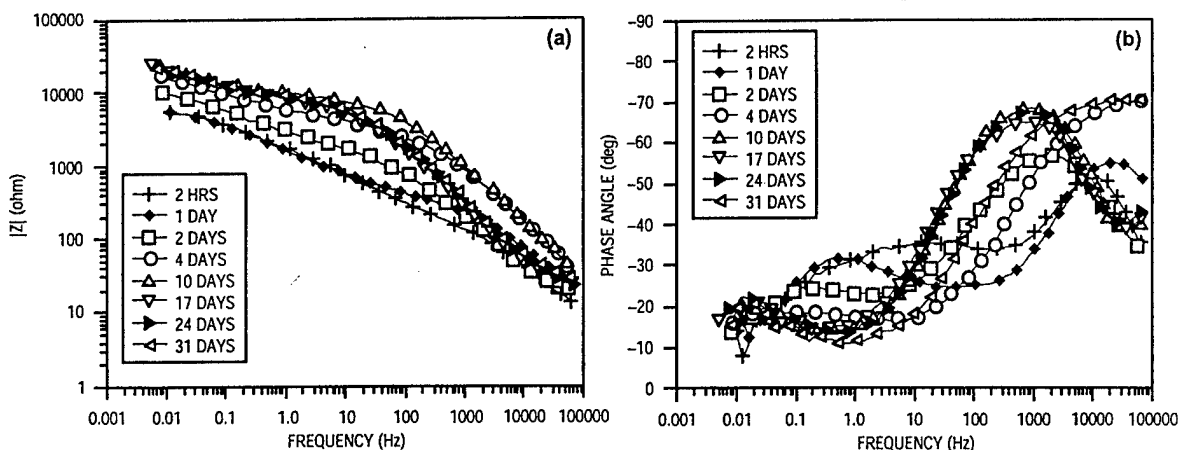 (a)
|Z| (ohm)
100000
10000
1000
100
10
1
2 HRS
1 DAY
2 DAYS
4 DAYS
10 DAYS
17 DAYS
24 DAYS
31 DAYS
0.001 0.01 0.1 1.0 10 100 1000 10000 100000
FREQUENCY (Hz)
(b)
PHASE ANGLE (deg)
-90
-80
-70
-60
-50
-40
-30
-20
-10
0
2 HRS
1 DAY
2 DAYS
4 DAYS
10 DAYS
17 DAYS
24 DAYS
31 DAYS
0.001 0.01 0.1 1.0 10 100 1000 10000 100000
FREQUENCY (Hz)